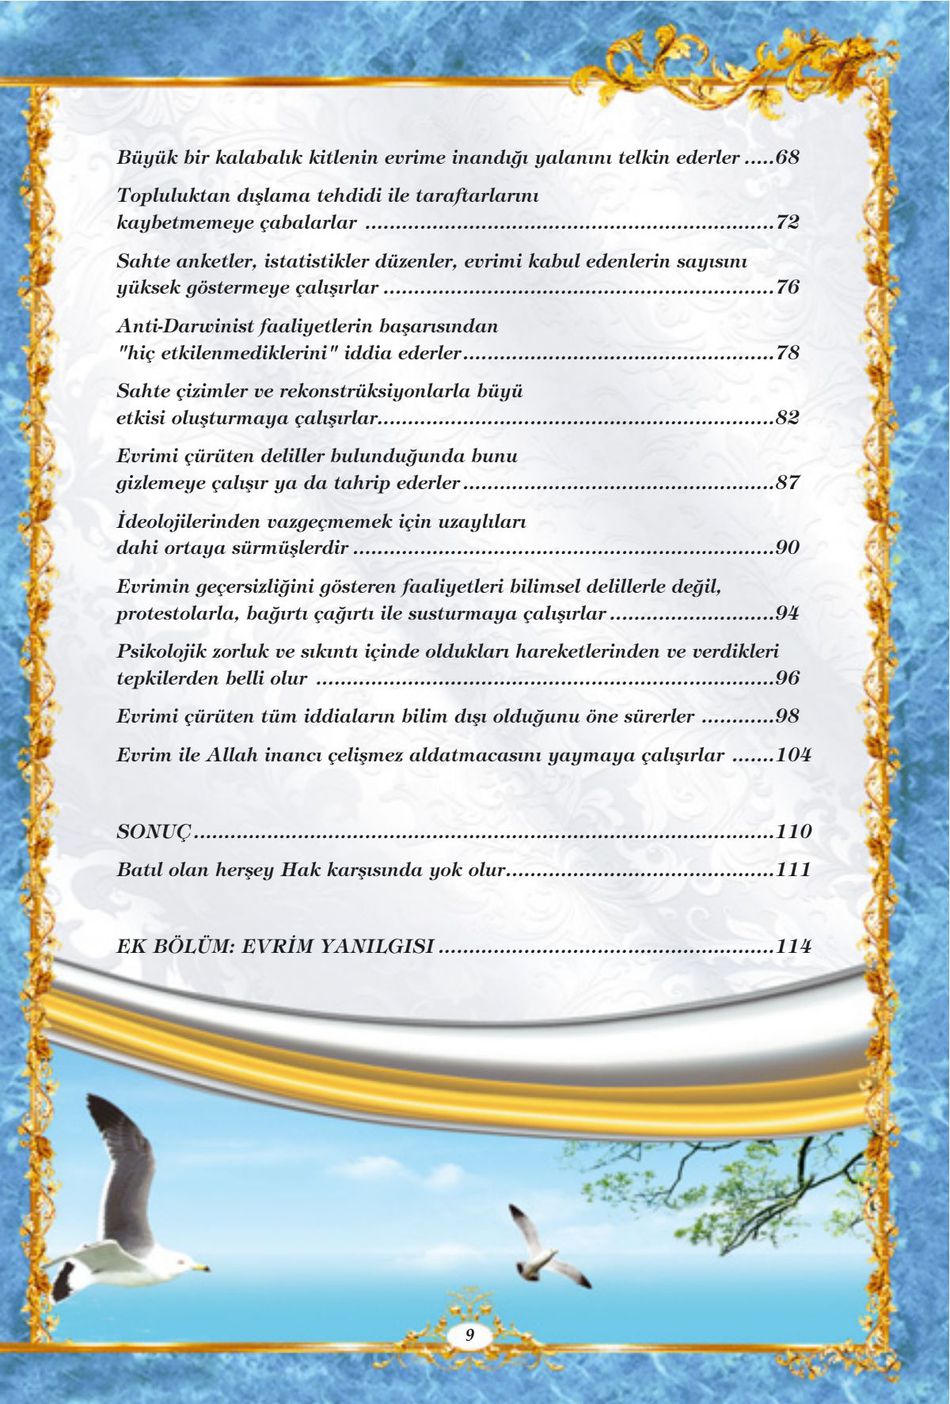 Büyük bir kalabalık kitlenin evrime inandığı yalanını telkin ederler .....68
Topluluktan dışlama tehdidi ile taraftarlarını
kaybetmemeye çabalarlar ....................................................................72
Sahte anketler, istatistikler düzenler, evrimi kabul edenlerin sayısını
yüksek göstermeye çalışırlar .................................................................76
Anti-Darwinist faaliyetlerin başarısından
"hiç etkilenmediklerini" iddia ederler....................................................78
Sahte çizimler ve rekonstrüksiyonlarla büyü
etkisi oluşturmaya çalışırlar..................................................................82
Evrimi çürüten deliller bulunduğunda bunu
gizlemeye çalışır ya da tahrip ederler ....................................................87
İdeolojilerinden vazgeçmemek için uzaylıları
dahi ortaya sürmüşlerdir ......................................................................90
Evrimin geçersizliğini gösteren faaliyetleri bilimsel delillerle değil,
protestolarla, bağırtı çağırtı ile susturmaya çalışırlar ...........................94
Psikolojik zorluk ve sıkıntı içinde oldukları hareketlerinden ve verdikleri
tepkilerden belli olur ............................................................................96
Evrimi çürüten tüm iddiaların bilim dışı olduğunu öne sürerler ............98
Evrim ile Allah inancı çelişmez aldatmacasını yaymaya çalışırlar .......104
SONUÇ................................................................................................110
Batıl olan herşey Hak karşısında yok olur............................................111
EK BÖLÜM: EVRİM YANILGISI ........................................................114
9